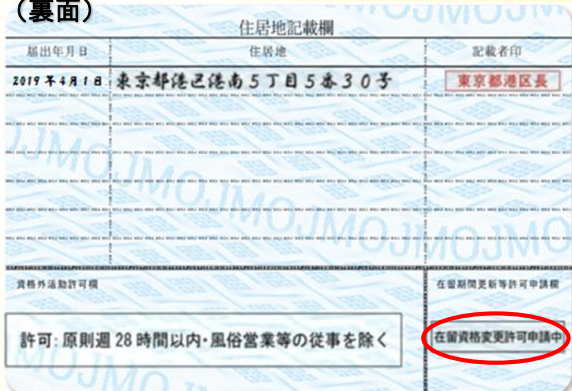 (裏面)
住居地記載欄
届出年月日 住居地 記載者印
2019年4月1日 東京都港区港南5丁目5番30号 東京都港区長
資格外活動許可欄 在留期間更新等許可申請欄
許可:原則週28時間以内・風俗営業等の従事を除く 在留資格変更許可申請中
MOJMOJMOJMOJ